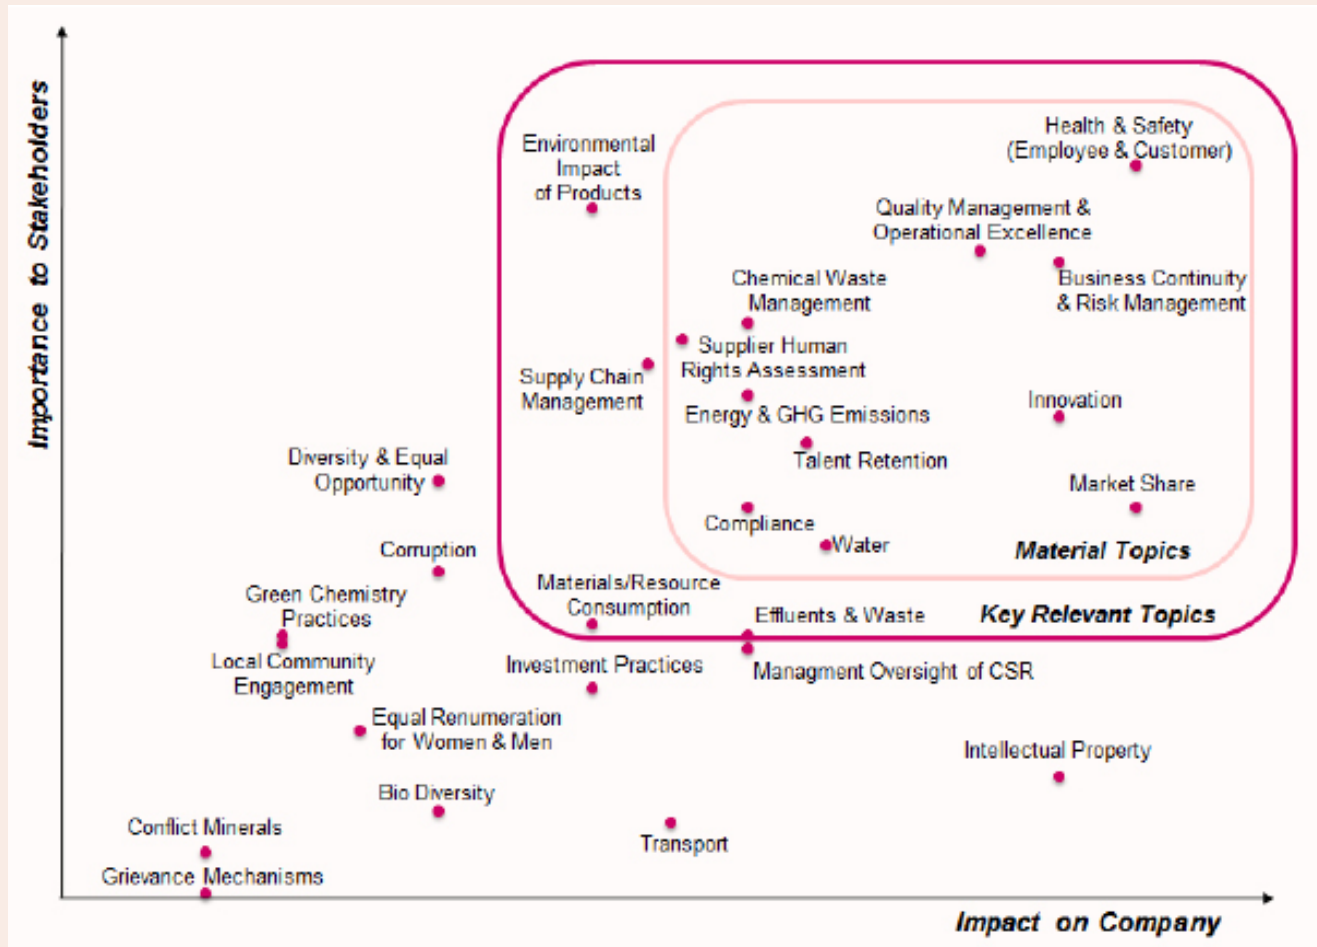 Importance to Stakeholders
Health & Safety
(Employee & Customer)
Environmental
Impact
of Products
Quality Management &
Operational Excellence
Chemical Waste
Management
Business Continuity
& Risk Management
Supplier Human
Rights Assessment
Supply Chain
Management
Energy & GHG Emissions
Innovation
Talent Retention
Diversity & Equal
Opportunity
Market Share
Compliance
Water
Material Topics
Corruption
Materials/Resource
Consumption
Green Chemistry
Practices
Effluents & Waste
Key Relevant Topics
Local Community
Engagement
Investment Practices
Managment Oversight of CSR
Equal Renumeration
for Women & Men
Intellectual Property
Bio Diversity
Conflict Minerals
Transport
Grievance Mechanisms
Impact on Company